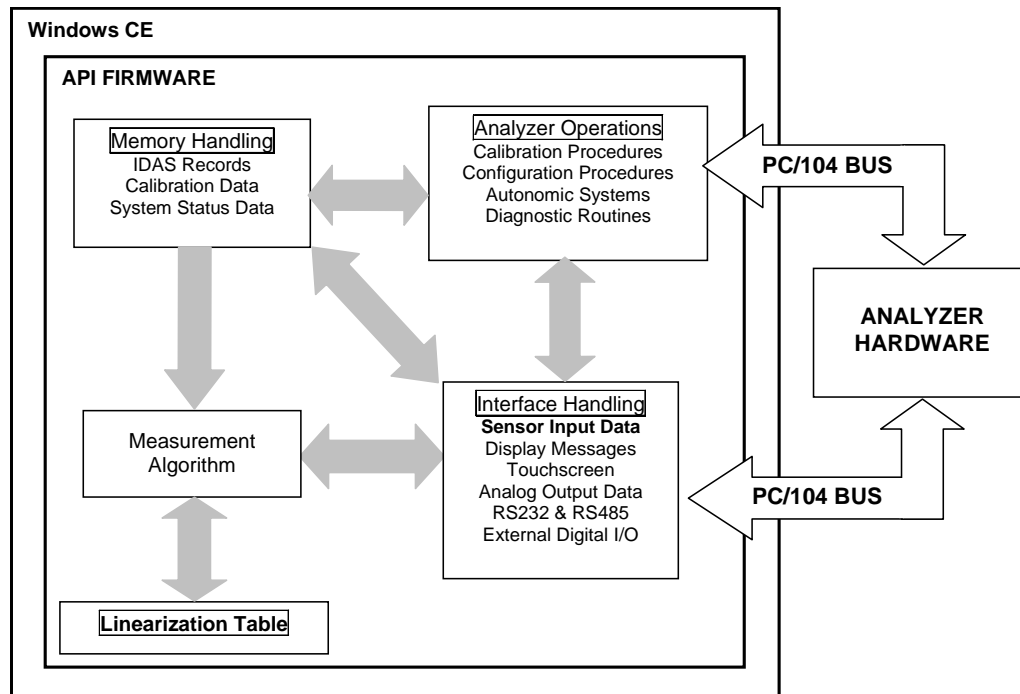 Windows CE
API FIRMWARE
Memory Handling
IDAS Records
Calibration Data
System Status Data
Analyzer Operations
Calibration Procedures
Configuration Procedures
Autonomic Systems
Diagnostic Routines
PC/104 BUS
ANALYZER
HARDWARE
Measurement
Algorithm
Interface Handling
Sensor Input Data
Display Messages
Touchscreen
Analog Output Data
RS232 & RS485
External Digital I/O
PC/104 BUS
Linearization Table